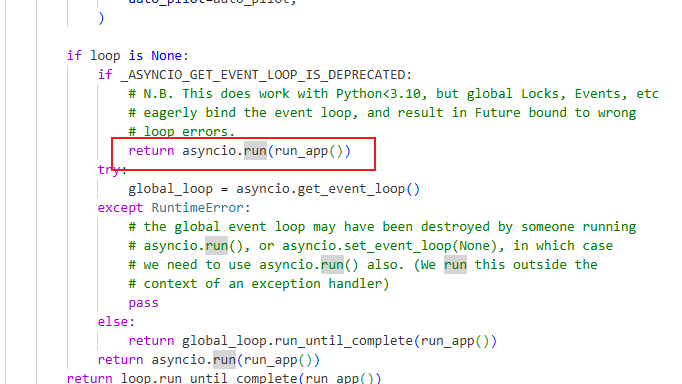 auto_pilot=auto_pilot,
)
if loop is None:
if _ASYNCIO_GET_EVENT_LOOP_IS_DEPRECATED:
# N.B. This does work with Python<3.10, but global Locks, Events, etc
# eagerly bind the event loop, and result in Future bound to wrong
# loop errors.
return asyncio.run(run_app())
try:
global_loop = asyncio.get_event_loop()
except RuntimeError:
# the global event loop may have been destroyed by someone running
# asyncio.run(), or asyncio.set_event_loop(None), in which case
# we need to use asyncio.run() also. (We run this outside the
# context of an exception handler)
pass
else:
return global_loop.run_until_complete(run_app())
return asyncio.run(run_app())
return loop.run_until_complete(run_app())